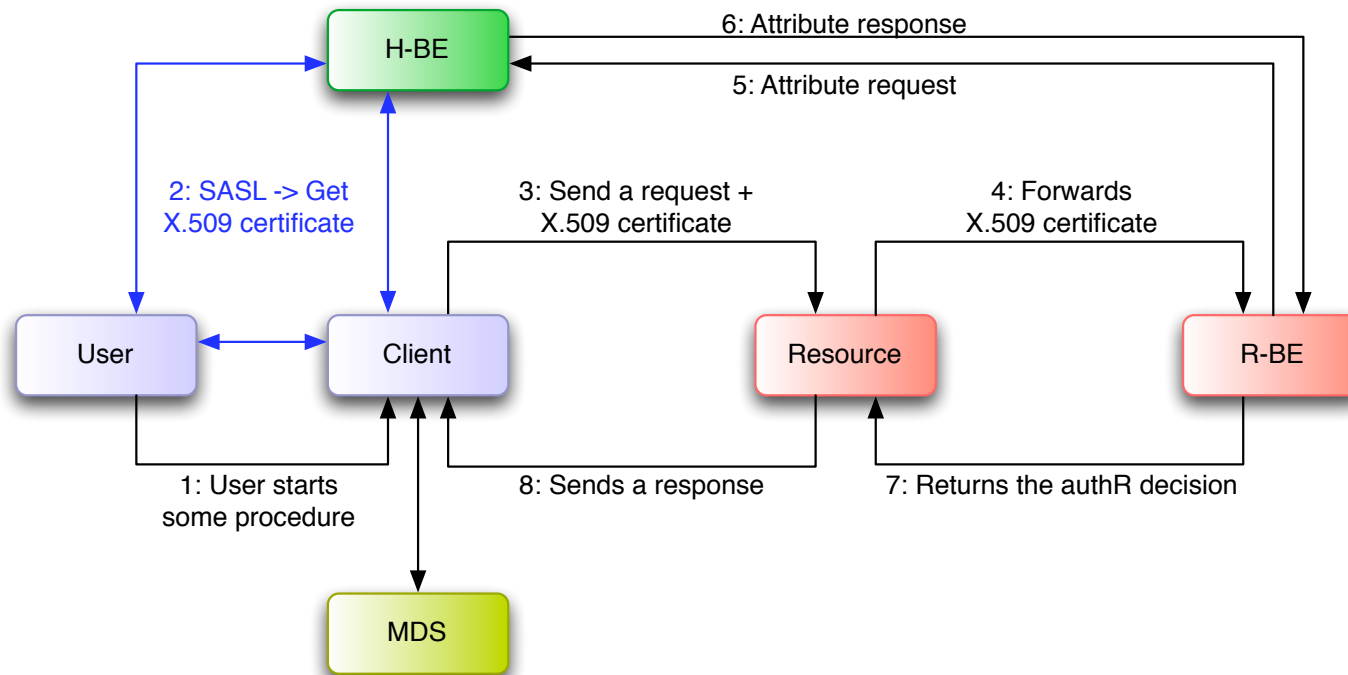 H-BE
6: Attribute response
5: Attribute request
2: SASL -> Get
X.509 certificate
3: Send a request +
X.509 certificate
4: Forwards
X.509 certificate
User
Client
Resource
R-BE
1: User starts
some procedure
8: Sends a response
7: Returns the authR decision
MDS